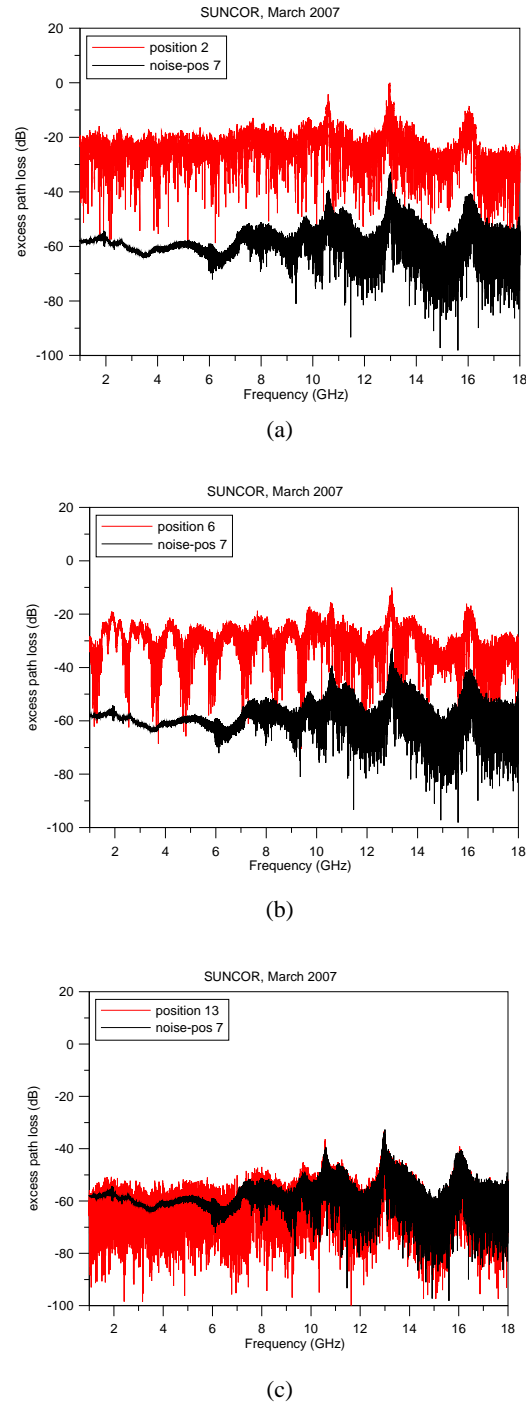 SUNCOR, March 2007
20
0
-20
-40
-60
-80
-100
excess path loss (dB)
position 2
noise-pos 7
2 4 6 8 10 12 14 16 18
Frequency (GHz)
(a)
SUNCOR, March 2007
20
0
-20
-40
-60
-80
-100
excess path loss (dB)
position 6
noise-pos 7
2 4 6 8 10 12 14 16 18
Frequency (GHz)
(b)
SUNCOR, March 2007
20
0
-20
-40
-60
-80
-100
excess path loss (dB)
position 13
noise-pos 7
2 4 6 8 10 12 14 16 18
Frequency (GHz)
(c)